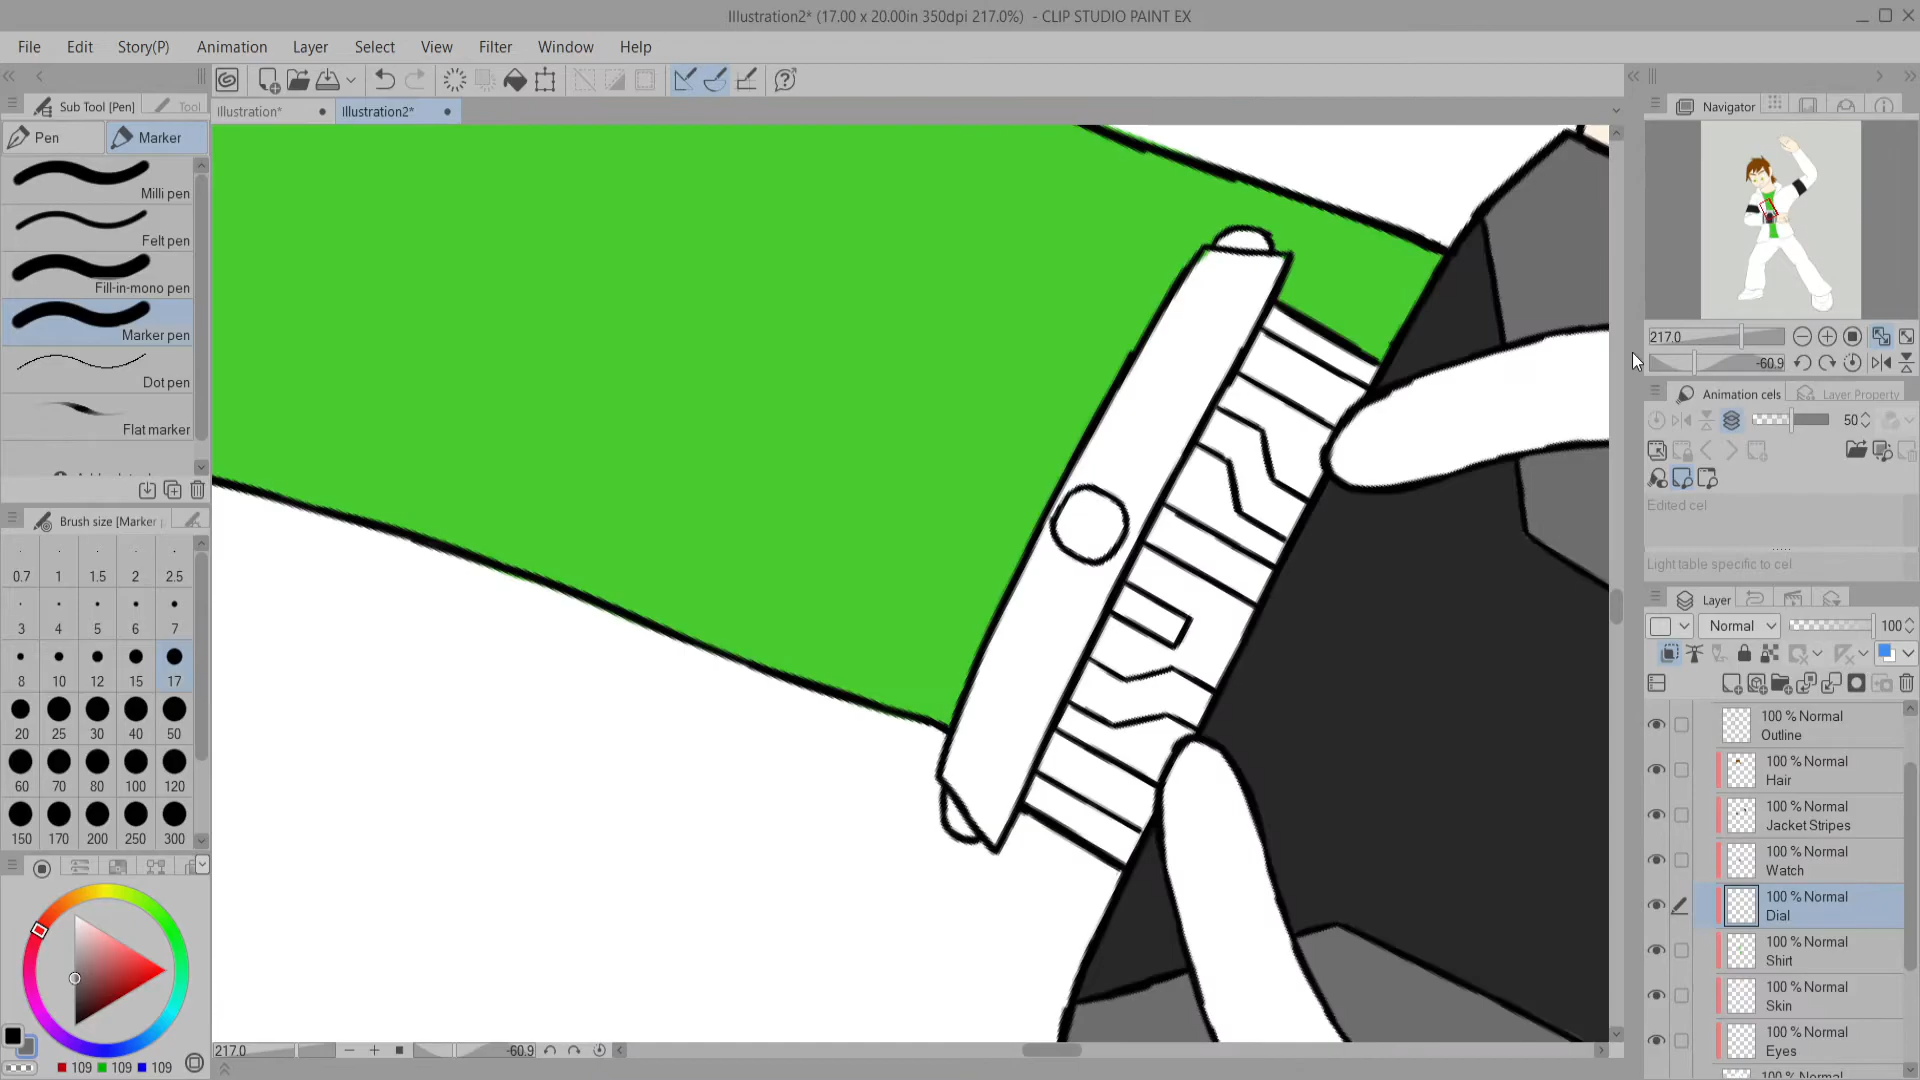 Illustration2* (17.00 x 20.00in 350dpi 217.0%) - CLIP STUDIO PAINT EX
File Edit Story(P) Animation Layer Select View Filter Window Help
Sub Tool [Pen] Tool
Illustration* Illustration2*
Navigator
Pen Marker
Milli pen
Felt pen
Fill-in-mono pen
Marker pen
Dot pen
Flat marker
Brush size [Marker
0.7 1 1.5 2 2.5
3 4 5 6 7
8 10 12 15 17
20 25 30 40 50
60 70 80 100 120
150 170 200 250 300
109 109 109
217.0 -60.9
217.0
-60.9
Animation cels Layer Property
50
Edited cel
Light table specific to cel
Layer
Normal 100
100 % Normal
Outline
100 % Normal
Hair
100 % Normal
Jacket Stripes
100 % Normal
Watch
100 % Normal
Dial
100 % Normal
Shirt
100 % Normal
Skin
100 % Normal
Eyes